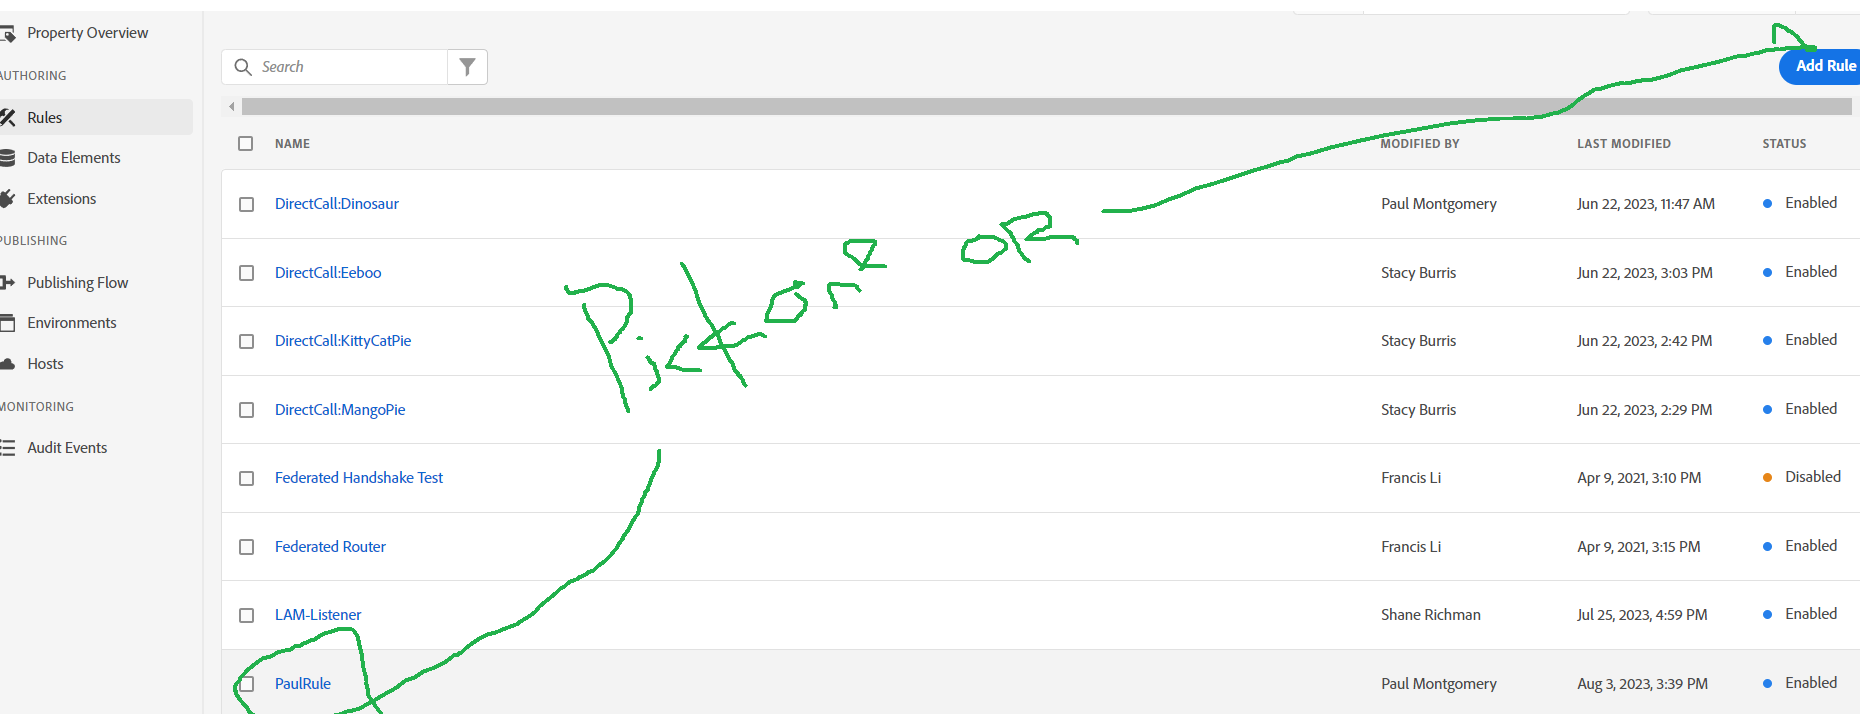 Property Overview
Search
Add Rule
AUTHORING
Rules
NAME
MODIFIED BY
LAST MODIFIED
STATUS
Data Elements
Extensions
DirectCall:Dinosaur
Paul Montgomery
Jun 22, 2023, 11:47 AM
Enabled
PUBLISHING
DirectCall:Eeboo
Stacy Burris
Jun 22, 2023, 3:03 PM
Enabled
Publishing Flow
Environments
DirectCall:KittyCatPie
Stacy Burris
Jun 22, 2023, 2:42 PM
Enabled
Hosts
Pick one OR
MONITORING
DirectCall:MangoPie
Stacy Burris
Jun 22, 2023, 2:29 PM
Enabled
Audit Events
Federated Handshake Test
Francis Li
Apr 9, 2021, 3:10 PM
Disabled
Federated Router
Francis Li
Apr 9, 2021, 3:15 PM
Enabled
LAM-Listener
Shane Richman
Jul 25, 2023, 4:59 PM
Enabled
PaulRule
Paul Montgomery
Aug 3, 2023, 3:39 PM
Enabled